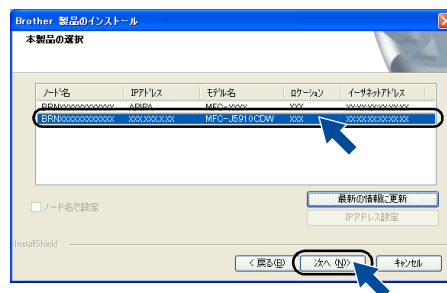 Brother 製品のインストール
本製品の選択
ノード名 IPアドレス モデル名 ロケーション イーサネットアドレス
BRNXXXXXXXXXXXX APIPA MFC-XXXX XXX XX:XX:XX:XX:XX:XX
BRNXXXXXXXXXXXX XXX.XXX.X.XX MFC-J5910CDW XXX XX:XX:XX:XX:XX:XX
最新の情報に更新
ノード名で設定
IPアドレス設定
InstallShield
< 戻る(B) 次へ (N)> キャンセル